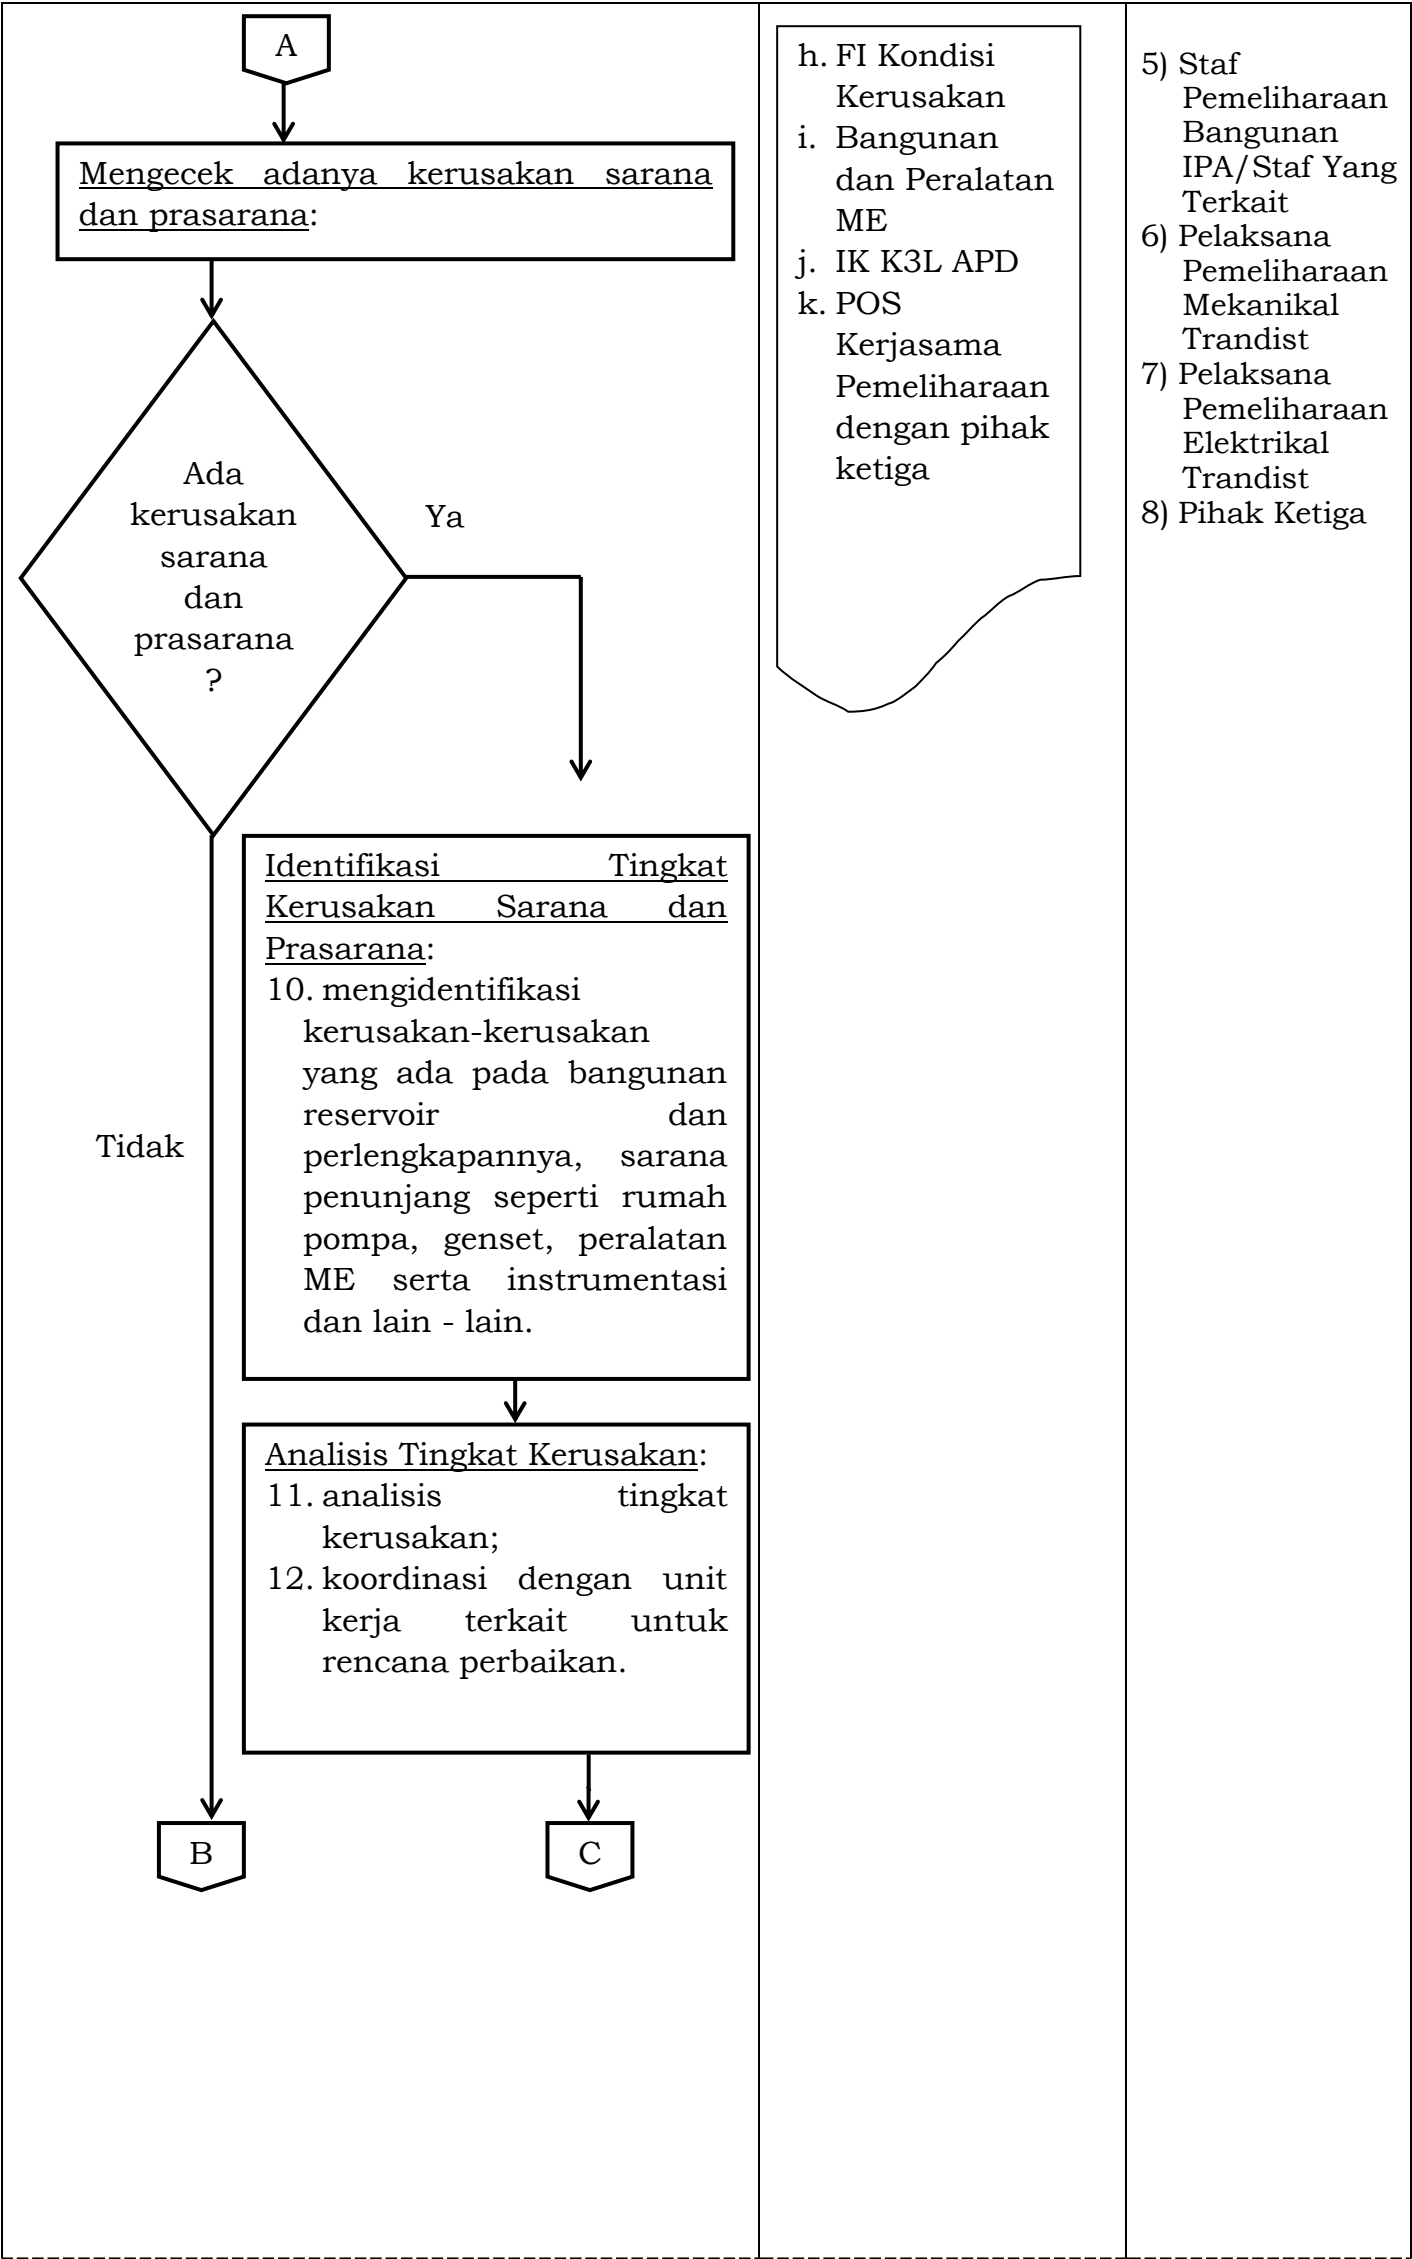 A
Mengecek adanya kerusakan sarana
dan prasarana:
Ada
kerusakan
sarana
dan
prasarana
?
Ya
Tidak
Identifikasi Tingkat
Kerusakan Sarana dan
Prasarana:
10. mengidentifikasi
kerusakan-kerusakan
yang ada pada bangunan
reservoir dan
perlengkapannya, sarana
penunjang seperti rumah
pompa, genset, peralatan
ME serta instrumentasi
dan lain - lain.
Analisis Tingkat Kerusakan:
11. analisis tingkat
kerusakan;
12. koordinasi dengan unit
kerja terkait untuk
rencana perbaikan.
B
C
h. FI Kondisi
Kerusakan
i. Bangunan
dan Peralatan
ME
j. IK K3L APD
k. POS
Kerjasama
Pemeliharaan
dengan pihak
ketiga
5) Staf
Pemeliharaan
Bangunan
IPA/Staf Yang
Terkait
6) Pelaksana
Pemeliharaan
Mekanikal
Trandist
7) Pelaksana
Pemeliharaan
Elektrikal
Trandist
8) Pihak Ketiga